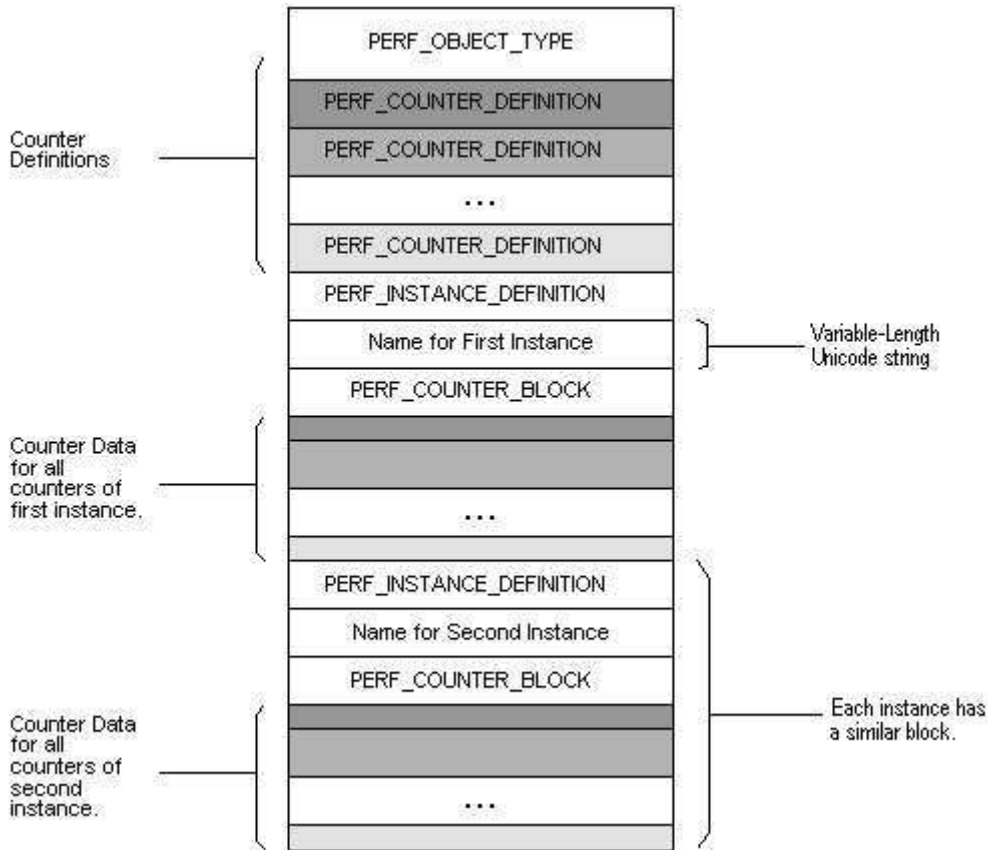 PERF_OBJECT_TYPE
PERF_COUNTER_DEFINITION
Counter
Definitions
PERF_COUNTER_DEFINITION
...
PERF_COUNTER_DEFINITION
PERF_INSTANCE_DEFINITION
Name for First Instance
Variable-Length
Unicode string
PERF_COUNTER_BLOCK
Counter Data
for all
counters of
first instance.
...
PERF_INSTANCE_DEFINITION
Name for Second Instance
PERF_COUNTER_BLOCK
Each instance has
a similar block.
Counter Data
for all
counters of
second
instance.
...